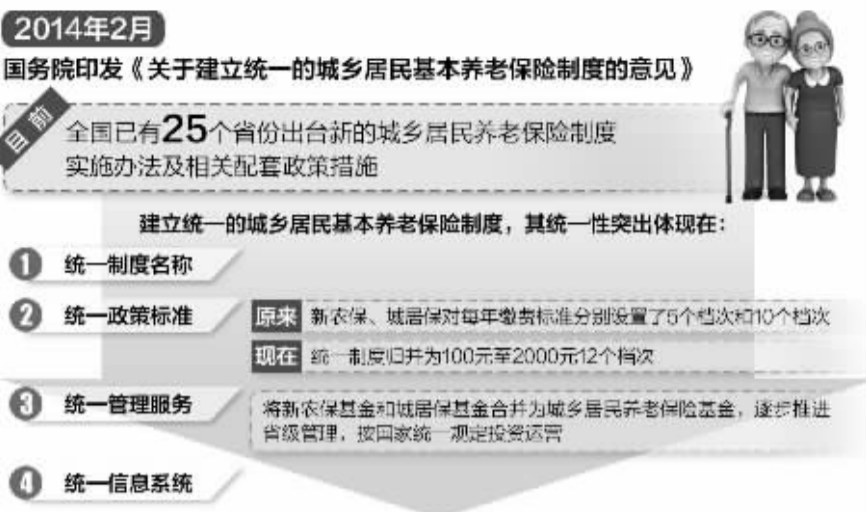 2014年2月
国务院印发《关于建立统一的城乡居民基本养老保险制度的意见》
目前
全国已有25个省份出台新的城乡居民养老保险制度
实施办法及相关配套政策措施
建立统一的城乡居民基本养老保险制度，其统一性突出体现在：
1 统一制度名称
2 统一政策标准
原来 新农保、城居保对每年缴费标准分别设置了5个档次和10个档次
现在 统一制度归并为100元至2000元12个档次
3 统一管理服务
将新农保基金和城居保基金合并为城乡居民养老保险基金，逐步推进
省级管理，按国家统一规定投资运营
4 统一信息系统